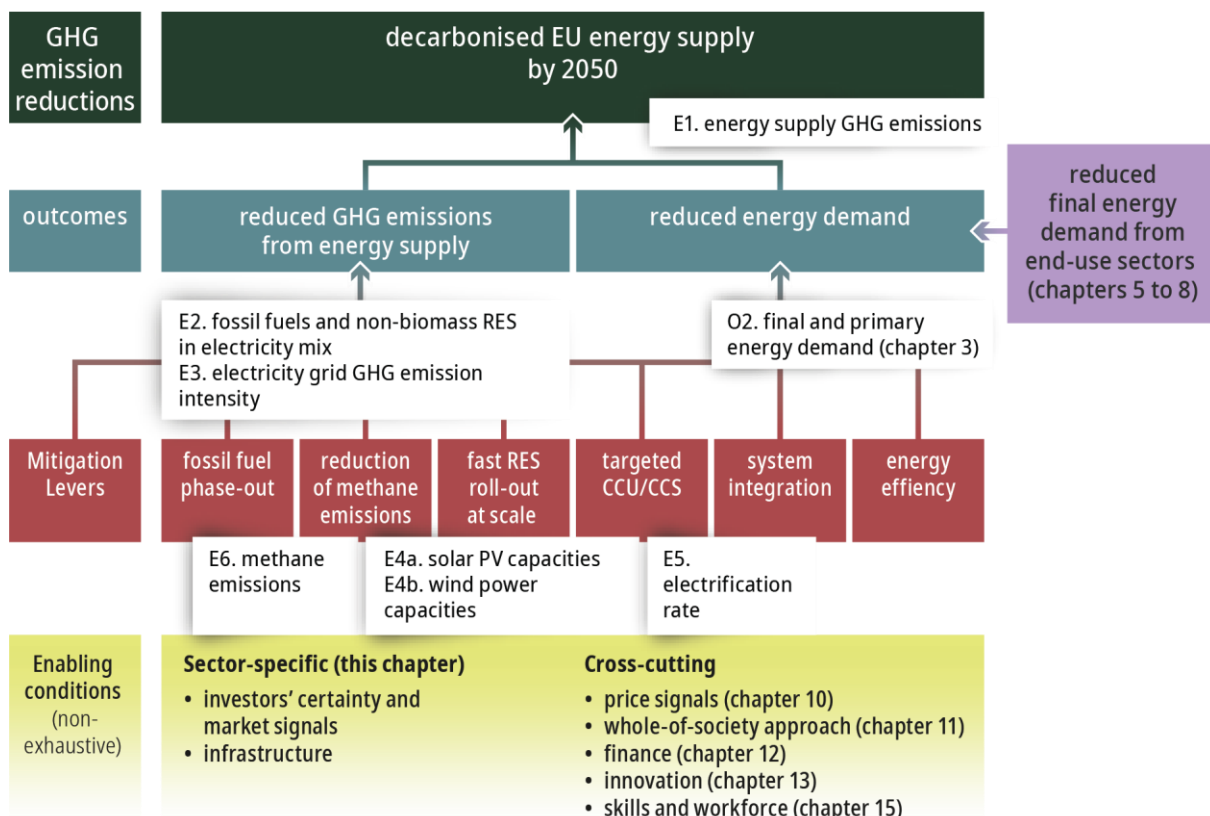 GHG
emission
reductions
decarbonised EU energy supply
by 2050
E1. energy supply GHG emissions
outcomes
reduced GHG emissions
from energy supply
reduced energy demand
reduced
final energy
demand from
end-use sectors
(chapters 5 to 8)
E2. fossil fuels and non-biomass RES
in electricity mix
E3. electricity grid GHG emission
intensity
O2. final and primary
energy demand (chapter 3)
Mitigation
Levers
fossil fuel
phase-out
reduction
of methane
emissions
fast RES
roll-out
at scale
targeted
CCU/CCS
system
integration
energy
effiency
E6. methane
emissions
E4a. solar PV capacities
E4b. wind power
capacities
E5.
electrification
rate
Enabling
conditions
(non-
exhaustive)
Sector-specific (this chapter)
• investors' certainty and
market signals
• infrastructure
Cross-cutting
• price signals (chapter 10)
• whole-of-society approach (chapter 11)
• finance (chapter 12)
• innovation (chapter 13)
• skills and workforce (chapter 15)